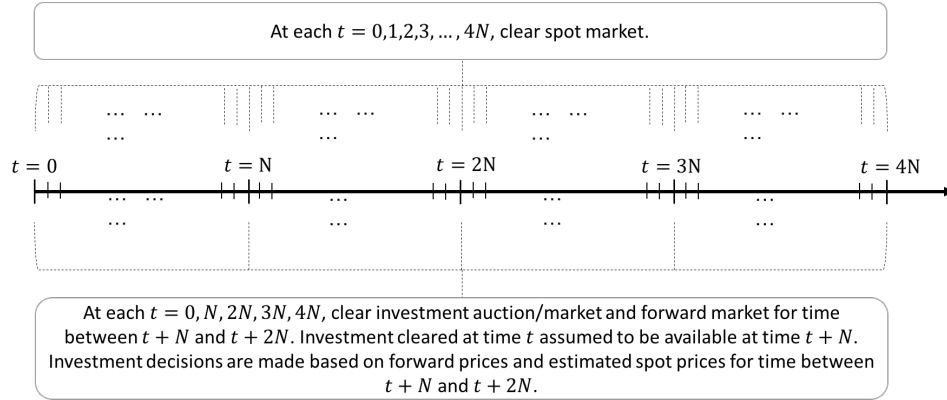 At each t = 0,1,2,3, … , 4N, clear spot market.
… … … … … … … …
… … … …
t = 0 t = N t = 2N t = 3N t = 4N
… … … … …
… … … …
At each t = 0, N, 2N, 3N, 4N, clear investment auction/market and forward market for time
between t + N and t + 2N. Investment cleared at time t assumed to be available at time t + N.
Investment decisions are made based on forward prices and estimated spot prices for time between
t + N and t + 2N.